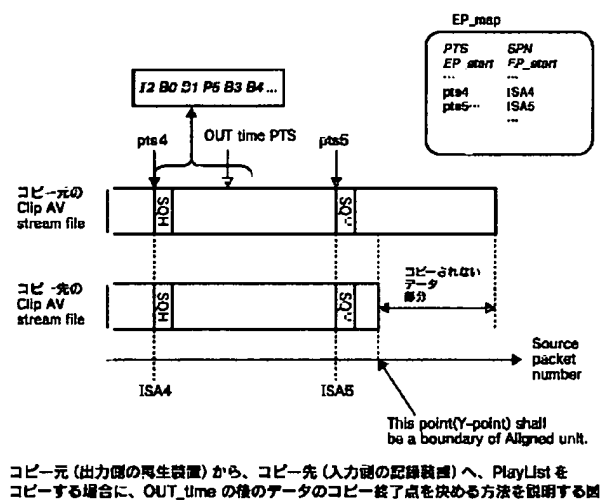 EP_map
PTS SPN
EP_start EP_start
... ...
pts4 ISA4
pts5... ISA5
...
I2 B0 B1 P5 B3 B4 ...
pts4
OUT time PTS
pts5
コピー元の
Clip AV
stream file
SQH
コピー先の
Clip AV
stream file
SQH
コピーされない
データ
部分
Source
packet
number
ISA4
ISA5
This point(Y-point) shall
be a boundary of Aligned unit.
コピー元 (出力側の再生装置) から、コピー先 (入力側の記録装置) へ、PlayList を
コピーする場合に、OUT_time の後のデータのコピー終了点を決める方法を説明する図